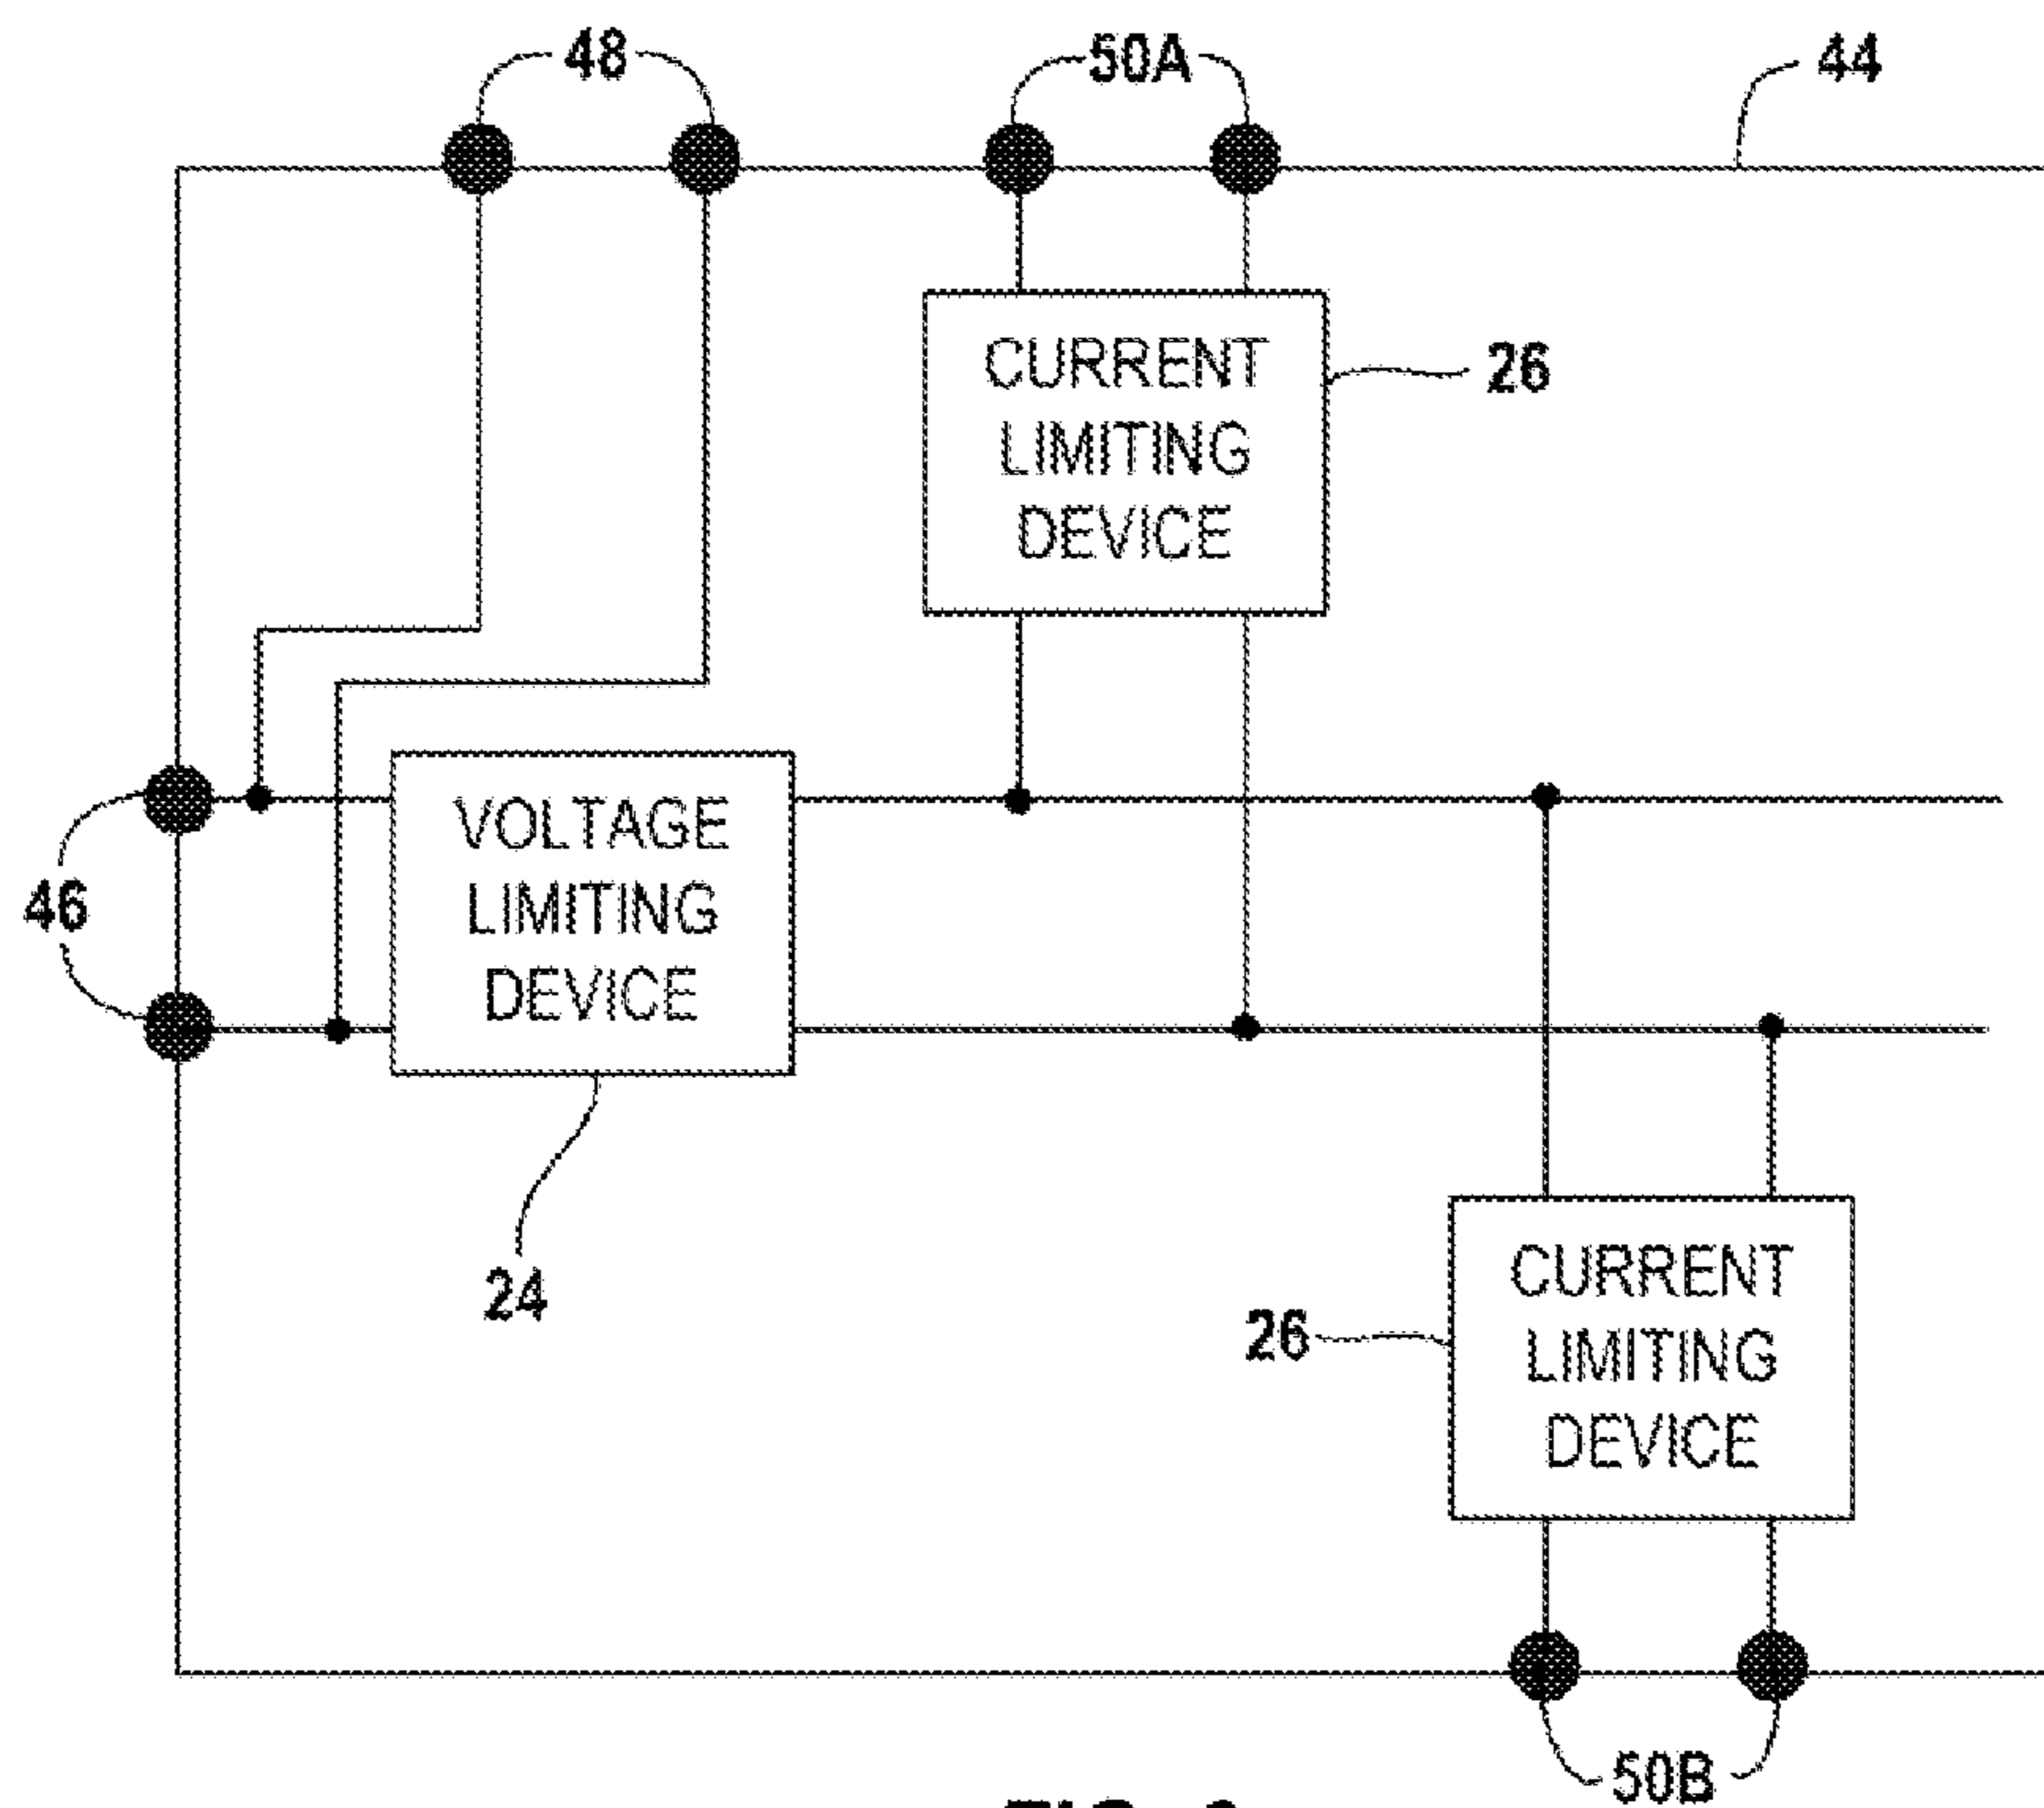 48
50A
44
CURRENT
LIMITING
DEVICE
26
VOLTAGE
LIMITING
DEVICE
46
24
CURRENT
LIMITING
DEVICE
26
50B